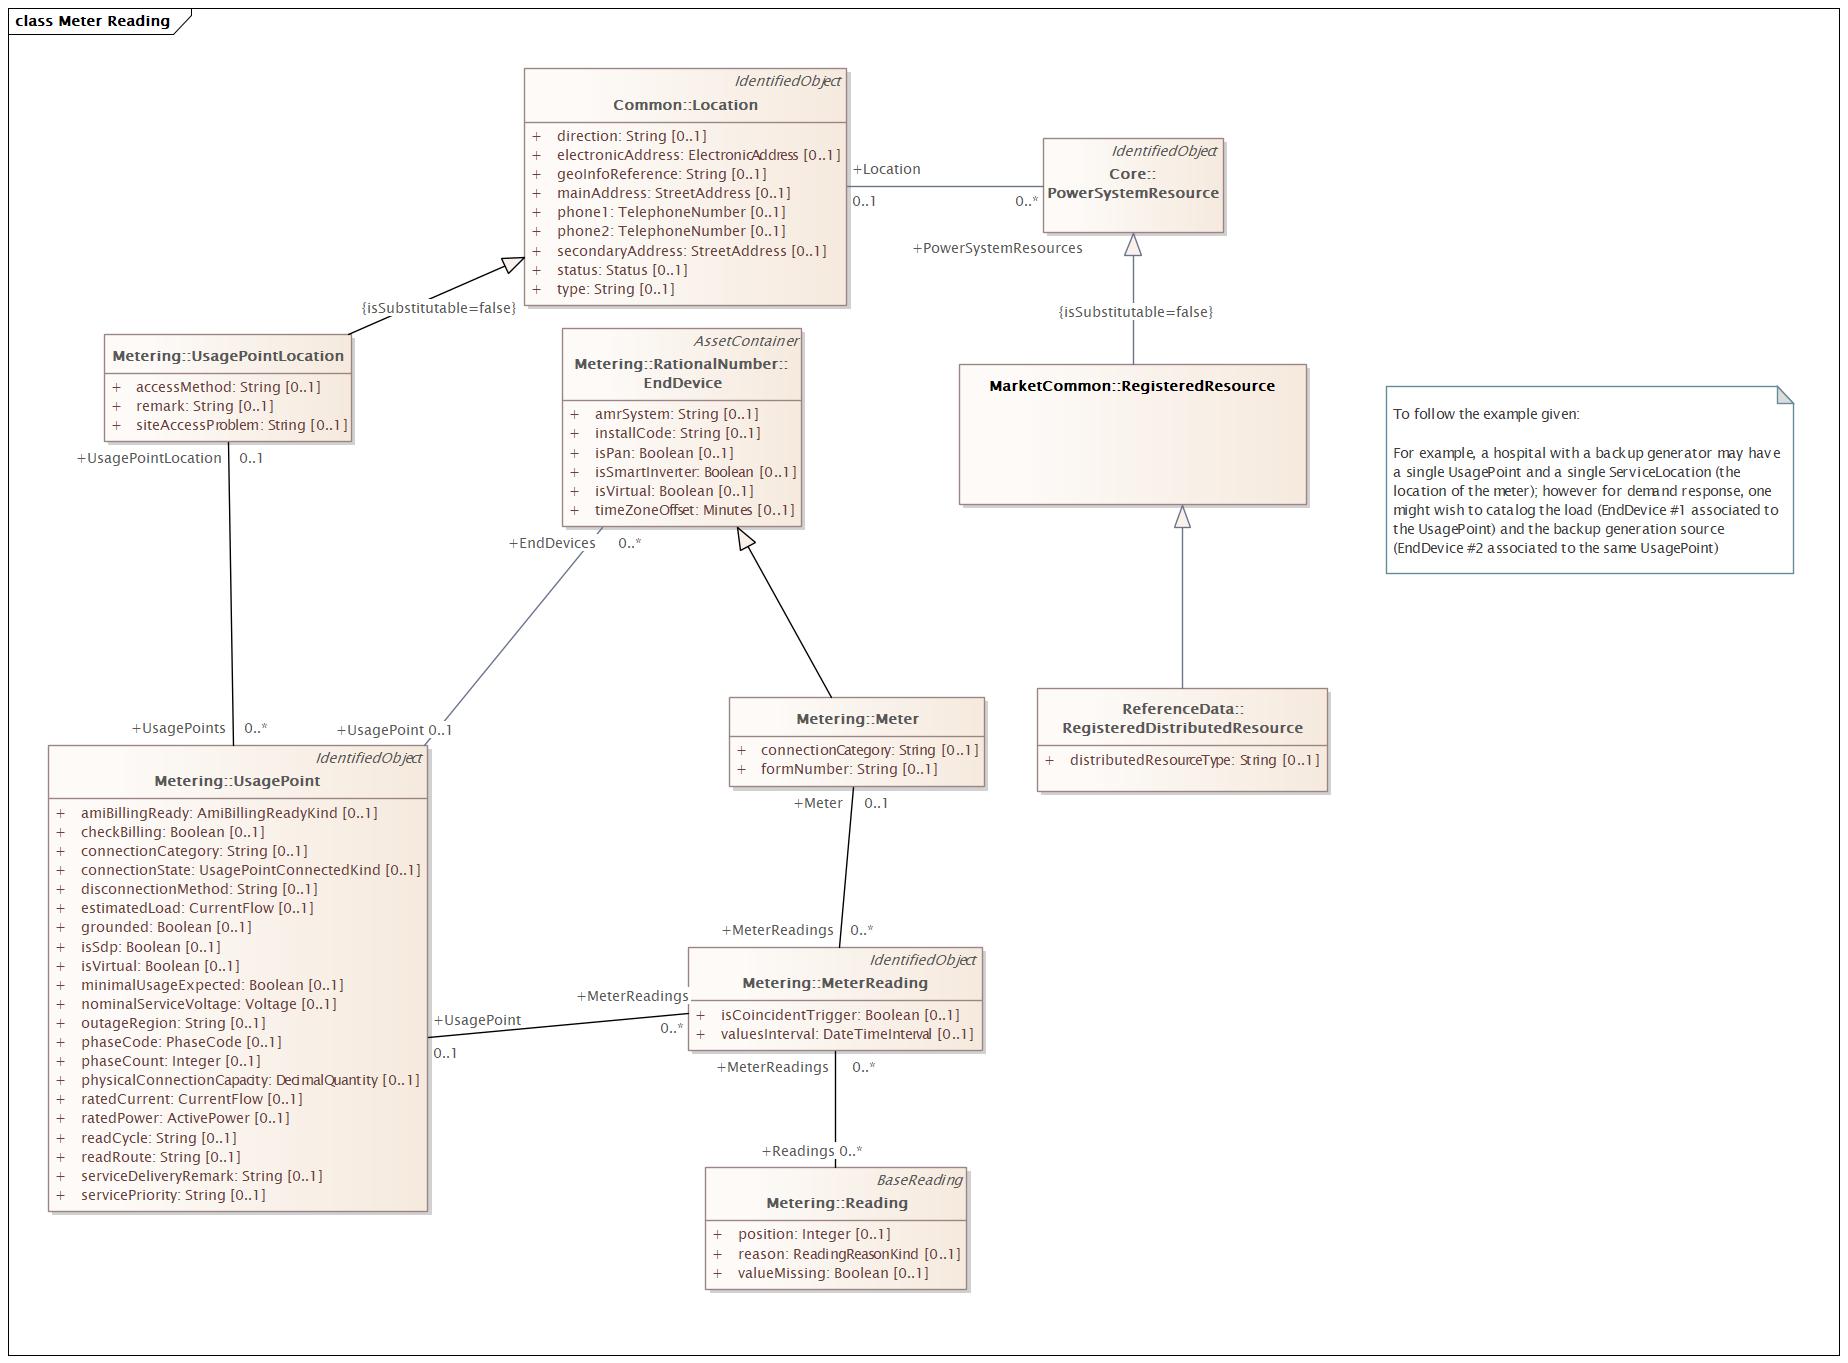 class Meter Reading
IdentifiedObject
Common::Location
+ direction: String [0..1]
+ electronicAddress: ElectronicAddress [0..1]
+ geoInfoReference: String [0..1]
+ mainAddress: StreetAddress [0..1]
+ phone1: TelephoneNumber [0..1]
+ phone2: TelephoneNumber [0..1]
+ secondaryAddress: StreetAddress [0..1]
+ status: Status [0..1]
+ type: String [0..1]
+Location
0..1
0..*
+PowerSystemResources
IdentifiedObject
Core::
PowerSystemResource
{isSubstitutable=false}
{isSubstitutable=false}
Metering::UsagePointLocation
+ accessMethod: String [0..1]
+ remark: String [0..1]
+ siteAccessProblem: String [0..1]
+UsagePointLocation 0..1
AssetContainer
Metering::RationalNumber::
EndDevice
+ amrSystem: String [0..1]
+ installCode: String [0..1]
+ isPan: Boolean [0..1]
+ isSmartInverter: Boolean [0..1]
+ isVirtual: Boolean [0..1]
+ timeZoneOffset: Minutes [0..1]
+EndDevices 0..*
MarketCommon::RegisteredResource
To follow the example given:
For example, a hospital with a backup generator may have
a single UsagePoint and a single ServiceLocation (the
location of the meter); however for demand response, one
might wish to catalog the load (EndDevice #1 associated to
the UsagePoint) and the backup generation source
(EndDevice #2 associated to the same UsagePoint)
+UsagePoints 0..*
+UsagePoint 0..1
IdentifiedObject
Metering::UsagePoint
+ amiBillingReady: AmiBillingReadyKind [0..1]
+ checkBilling: Boolean [0..1]
+ connectionCategory: String [0..1]
+ connectionState: UsagePointConnectedKind [0..1]
+ disconnectionMethod: String [0..1]
+ estimatedLoad: CurrentFlow [0..1]
+ grounded: Boolean [0..1]
+ isSdp: Boolean [0..1]
+ isVirtual: Boolean [0..1]
+ minimalUsageExpected: Boolean [0..1]
+ nominalServiceVoltage: Voltage [0..1]
+ outageRegion: String [0..1]
+ phaseCode: PhaseCode [0..1]
+ phaseCount: Integer [0..1]
+ physicalConnectionCapacity: DecimalQuantity [0..1]
+ ratedCurrent: CurrentFlow [0..1]
+ ratedPower: ActivePower [0..1]
+ readCycle: String [0..1]
+ readRoute: String [0..1]
+ serviceDeliveryRemark: String [0..1]
+ servicePriority: String [0..1]
Metering::Meter
+ connectionCategory: String [0..1]
+ formNumber: String [0..1]
+Meter 0..1
ReferenceData::
RegisteredDistributedResource
+ distributedResourceType: String [0..1]
+MeterReadings 0..*
IdentifiedObject
Metering::MeterReading
+ isCoincidentTrigger: Boolean [0..1]
+ valuesInterval: DateTimeInterval [0..1]
+MeterReadings
0..*
+UsagePoint
0..1
+MeterReadings 0..*
+Readings 0..*
BaseReading
Metering::Reading
+ position: Integer [0..1]
+ reason: ReadingReasonKind [0..1]
+ valueMissing: Boolean [0..1]